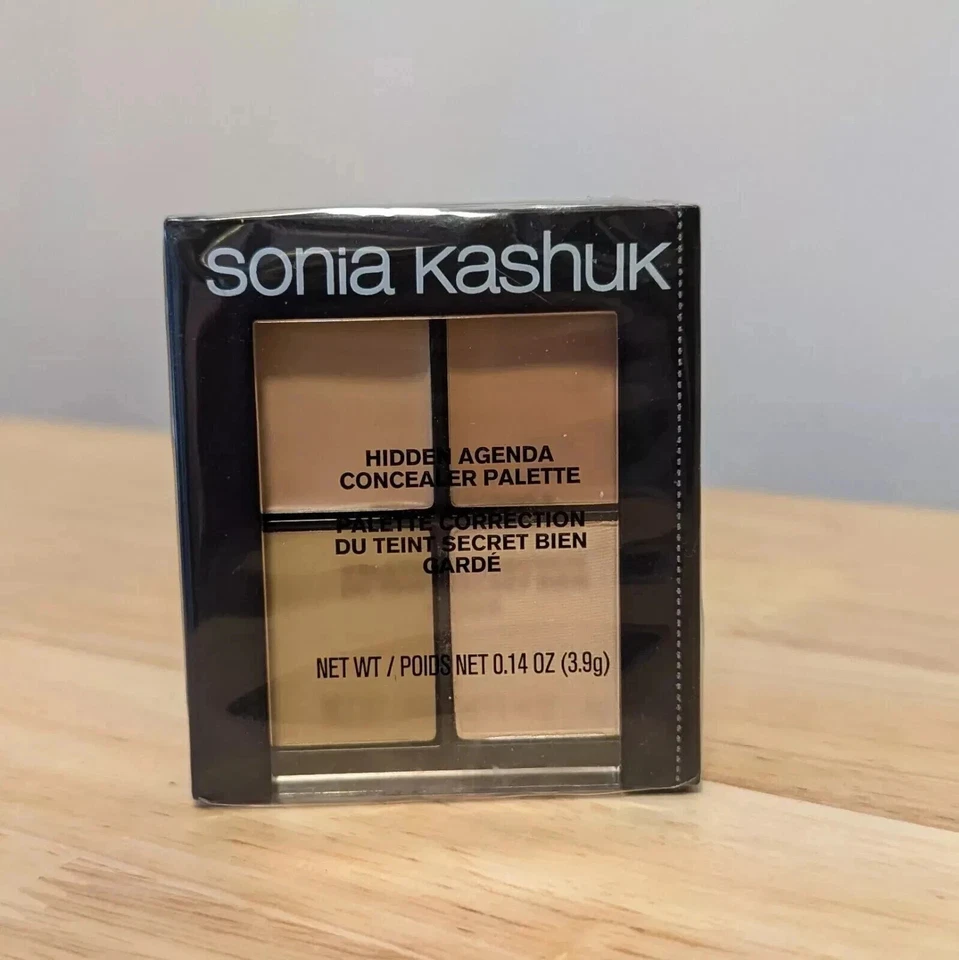 sonia kashuk
HIDDEN AGENDA
CONCEALER PALETTE
PALETTE CORRECTION
DU TEINT SECRET BIEN
GARDÉ
NET WT / POIDS NET 0.14 OZ (3.9g)